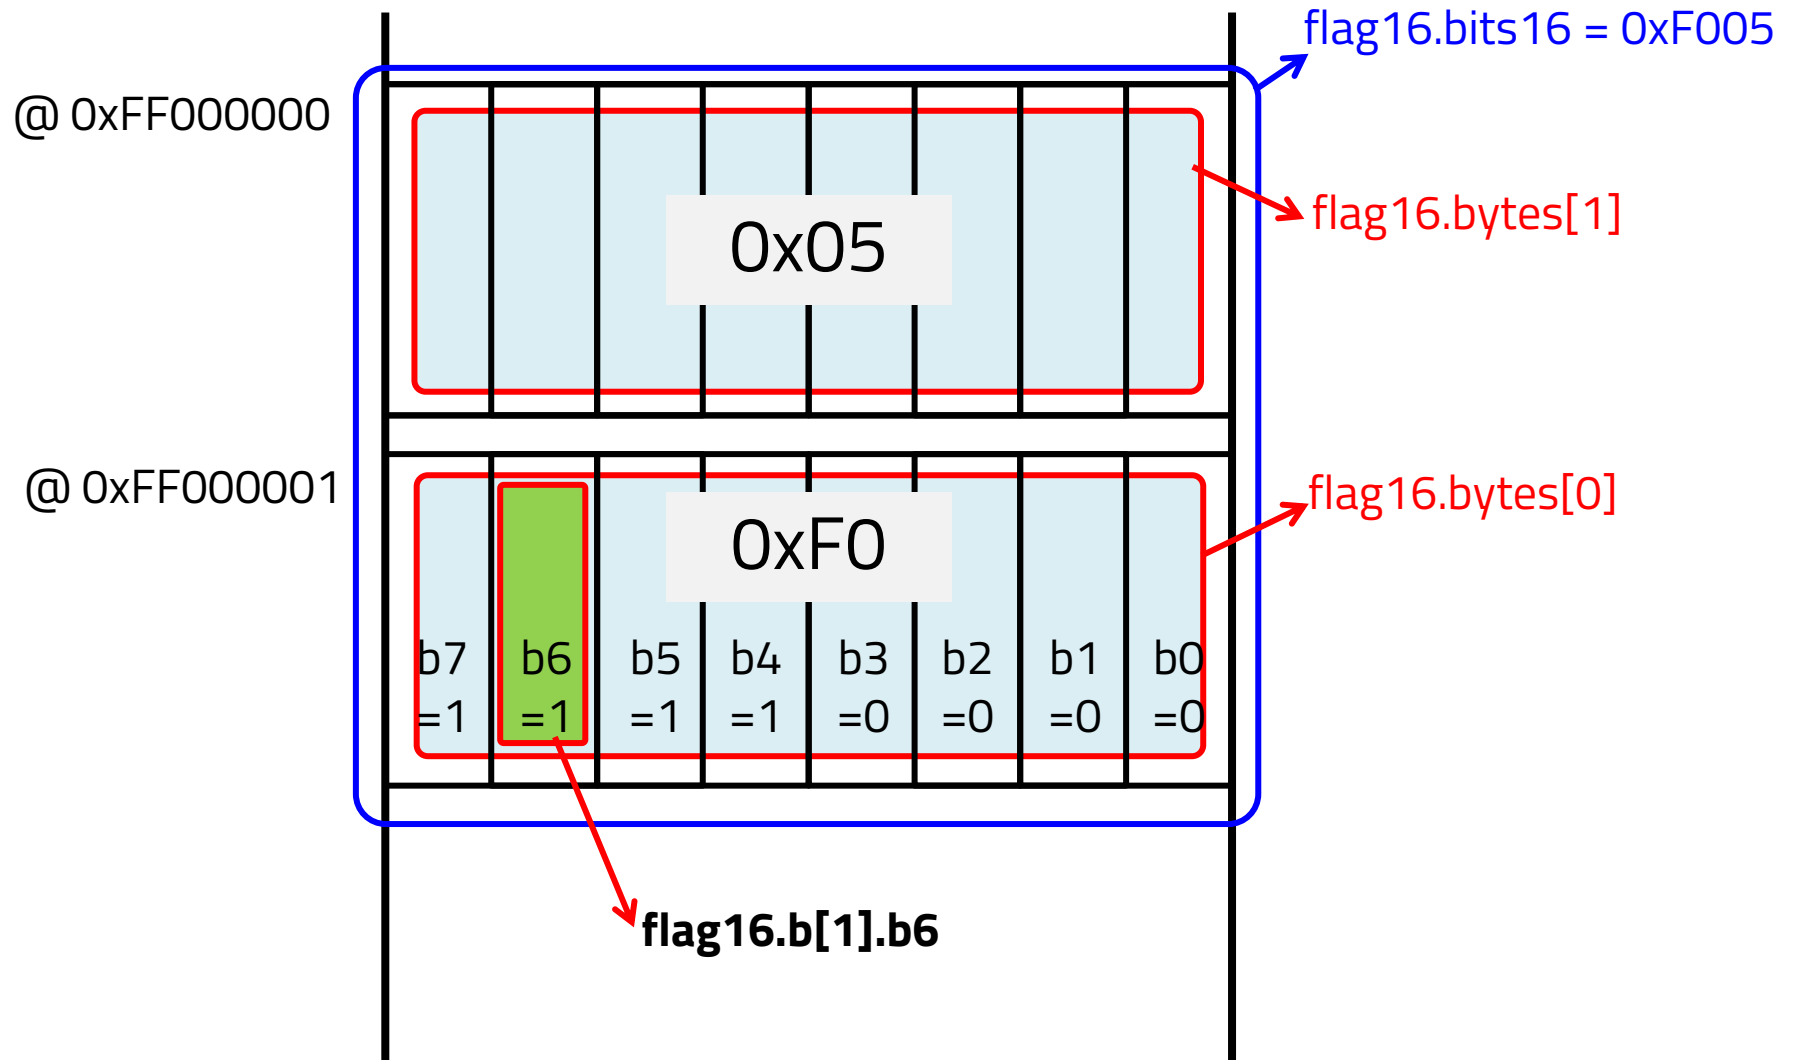 flag16.bits16 = 0xF005
@ 0xFF000000
flag16.bytes[1]
0x05
@ 0xFF000001
flag16.bytes[0]
0xF0
b7 b6 b5 b4 b3 b2 b1 b0
=1 =1 =1 =1 =0 =0 =0 =0
flag16.b[1].b6